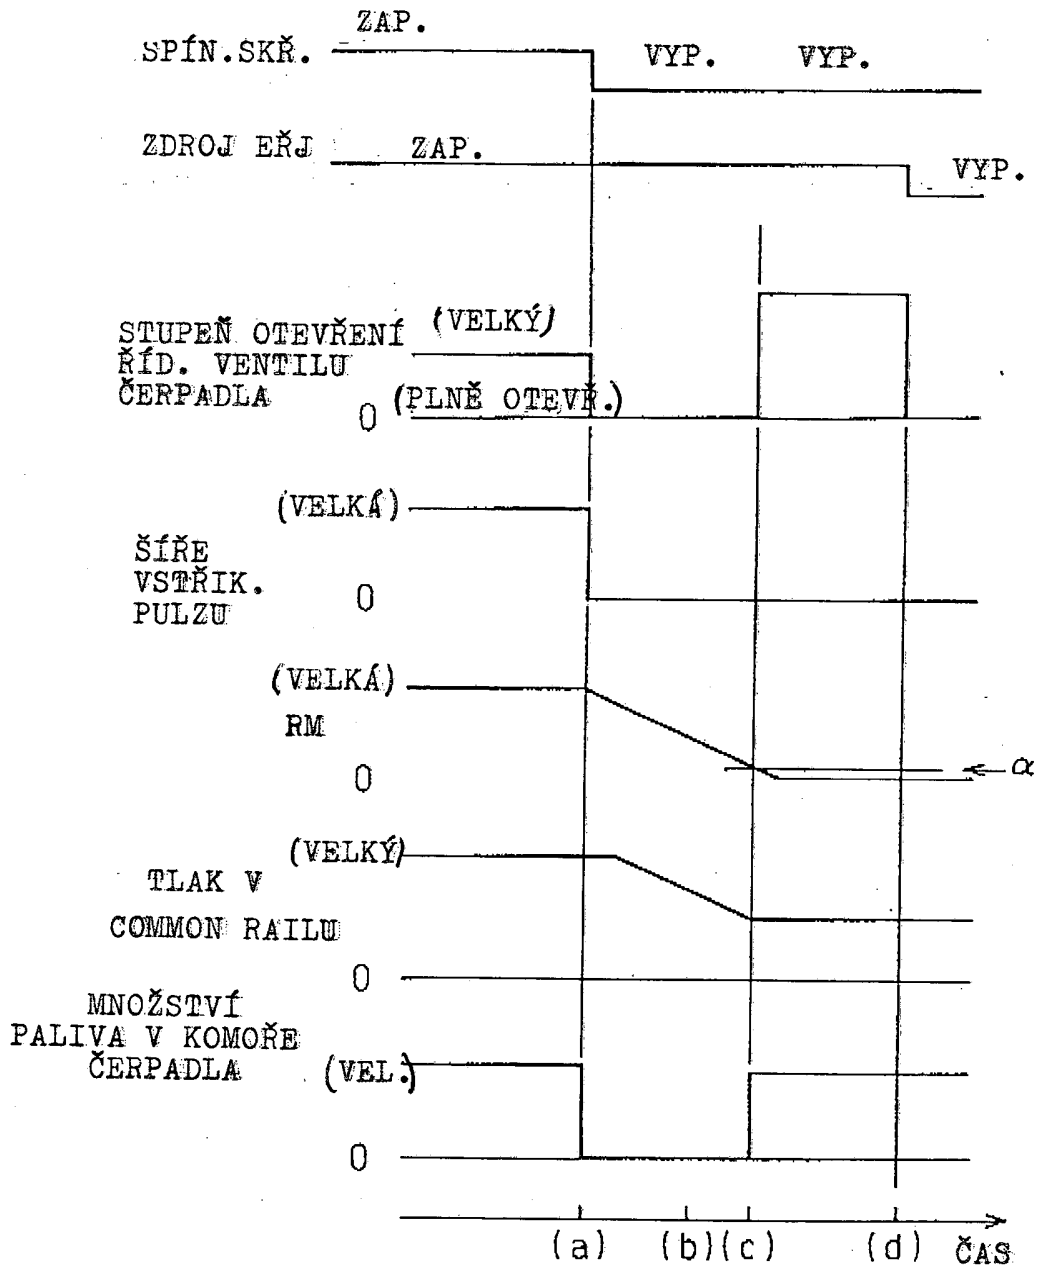 ZAP.
SPÍN.SKŘ.
VYP. VYP.
ZDROJ EŘJ ZAP.
VYP.
(VELKÝ)
STUPEŇ OTEVŘENÍ
ŘÍD. VENTILU
ČERPADLA
0 (PLNĚ OTEVŘ.)
(VELKÁ)
ŠÍŘE
VSTŘIK.
PULZU
0
(VELKÁ)
RM
0
α
(VELKÝ)
TLAK V
COMMON RAILU
0
MNOŽSTVÍ
PALIVA V KOMOŘE
ČERPADLA
(VEL.)
0
(a) (b) (c) (d) ČAS